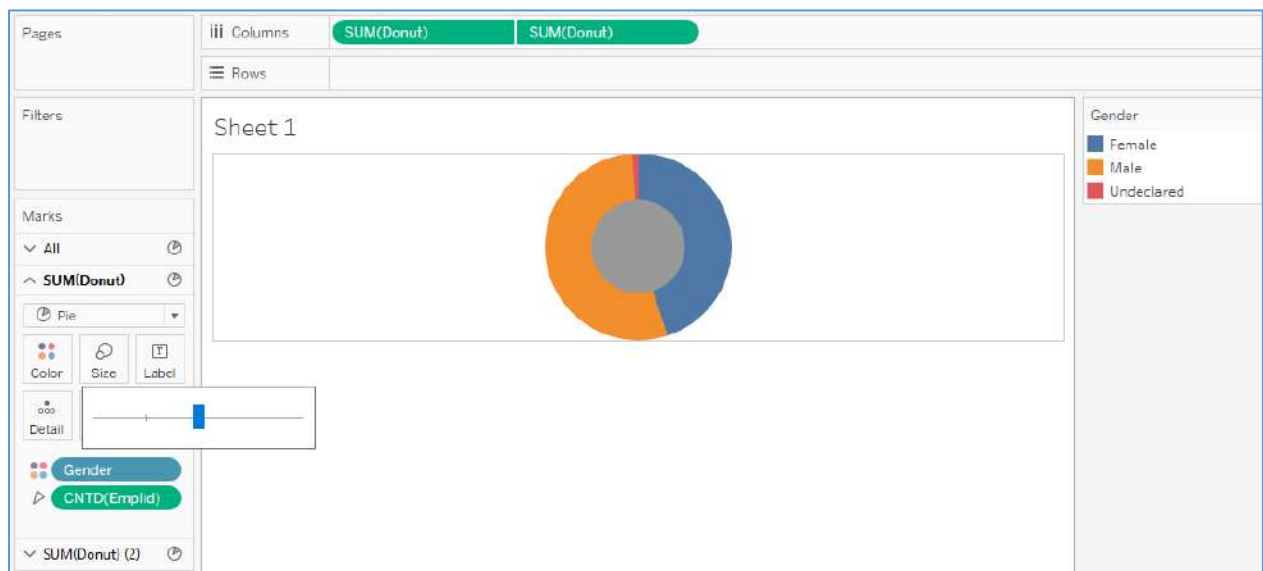 Pages
iii Columns
SUM(Donut)
SUM(Donut)
Rows
Filters
Sheet 1
Gender
Female
Male
Undeclared
Marks
All
SUM(Donut)
Pie
Color
Size
Label
Detail
Gender
CNTD(Emplid)
SUM(Donut) (2)